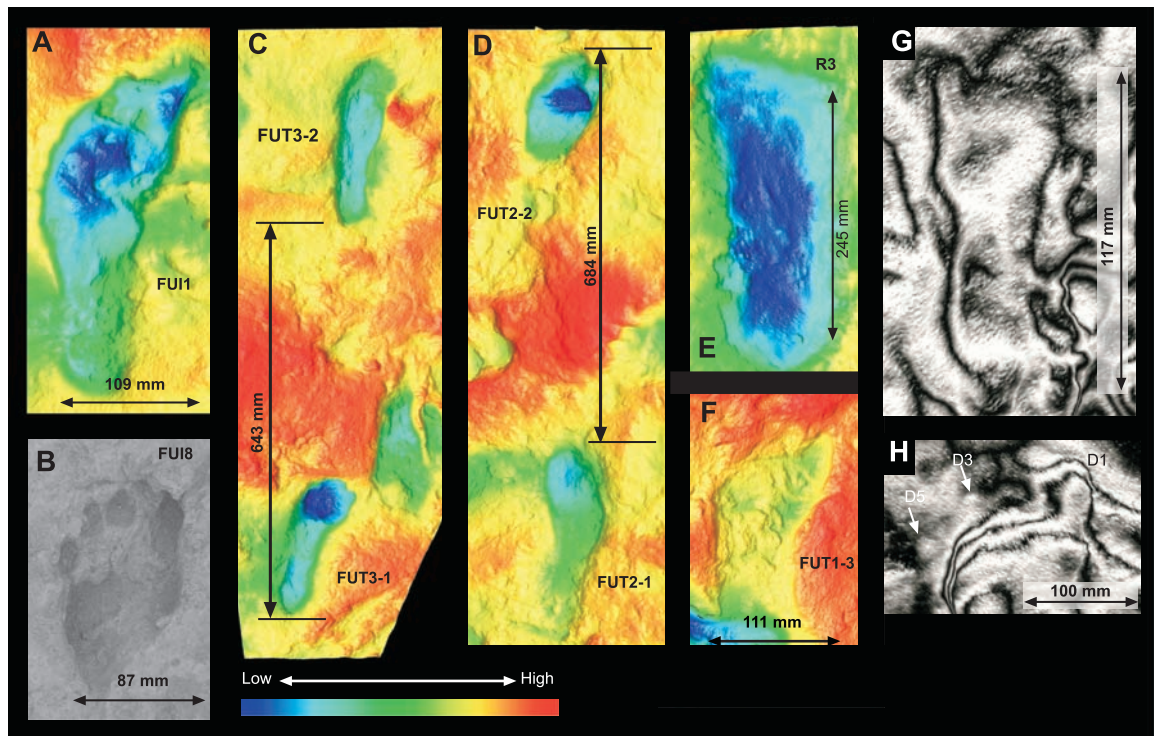 A
FUI1
109 mm
B
FUI8
87 mm
C
FUT3-2
643 mm
FUT3-1
D
FUT2-2
684 mm
FUT2-1
R3
245 mm
E
F
FUT1-3
111 mm
G
117 mm
H
D3
D1
D5
100 mm
Low
High